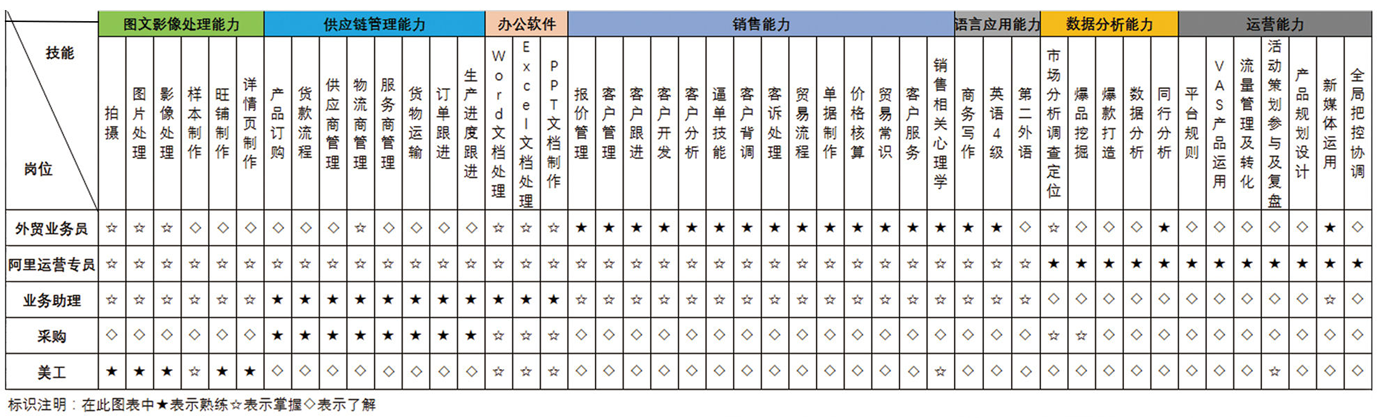 图文影像处理能力 供应链管理能力 办公软件 销售能力 语言应用能力 数据分析能力 运营能力
技能
岗位
拍摄
图片处理
影像处理
样本制作
旺铺制作
详情页制作
产品订购
货款流程
供应商管理
物流商管理
服务商管理
货物运输
订单跟进
生产进度跟进
Word文档处理
Excel文档处理
PPT文档制作
报价管理
客户管理
客户跟进
客户开发
客户分析
逼单技能
客户背调
客诉处理
贸易流程
单据制作
价格核算
贸易常识
客户服务
销售相关心理学
商务写作
英语4级
第二外语
市场分析调查定位
爆品挖掘
爆款打造
数据分析
同行分析
平台规则
VAS产品运用
流量管理及转化
活动策划参与及复盘
产品规划设计
新媒体运用
全局把控协调
外贸业务员 ☆ ☆ ☆ ◇ ◇ ◇ ◇ ◇ ◇ ☆ ◇ ◇ ◇ ◇ ☆ ☆ ☆ ★ ★ ★ ★ ★ ★ ★ ★ ★ ★ ★ ★ ★ ★ ★ ★ ◇ ☆ ◇ ◇ ◇ ★ ◇ ◇ ◇ ◇ ◇ ★ ◇
阿里运营专员 ☆ ☆ ☆ ☆ ☆ ☆ ☆ ☆ ☆ ☆ ☆ ☆ ☆ ☆ ☆ ☆ ☆ ☆ ☆ ☆ ☆ ☆ ☆ ☆ ☆ ☆ ☆ ☆ ☆ ☆ ☆ ☆ ☆ ☆ ★ ★ ★ ★ ★ ★ ★ ★ ★ ★ ★ ★
业务助理 ☆ ☆ ☆ ☆ ☆ ☆ ★ ★ ★ ★ ★ ★ ★ ★ ★ ★ ★ ☆ ☆ ☆ ☆ ☆ ☆ ☆ ☆ ☆ ☆ ☆ ☆ ☆ ☆ ☆ ☆ ☆ ◇ ◇ ◇ ◇ ◇ ◇ ◇ ◇ ◇ ◇ ☆ ◇
采购 ◇ ◇ ◇ ◇ ◇ ◇ ★ ★ ★ ★ ★ ★ ★ ★ ☆ ☆ ☆ ◇ ◇ ◇ ◇ ◇ ◇ ◇ ◇ ◇ ◇ ◇ ◇ ◇ ◇ ◇ ◇ ◇ ☆ ☆ ◇ ◇ ◇ ◇ ◇ ◇ ◇ ◇ ◇ ◇
美工 ★ ★ ★ ☆ ★ ★ ◇ ◇ ◇ ◇ ◇ ◇ ◇ ◇ ☆ ☆ ☆ ◇ ◇ ◇ ◇ ◇ ◇ ◇ ◇ ◇ ◇ ◇ ◇ ◇ ☆ ◇ ◇ ◇ ◇ ◇ ◇ ◇ ◇ ◇ ◇ ◇ ☆ ◇ ◇ ◇
标识注明：在此图表中★表示熟练☆表示掌握◇表示了解